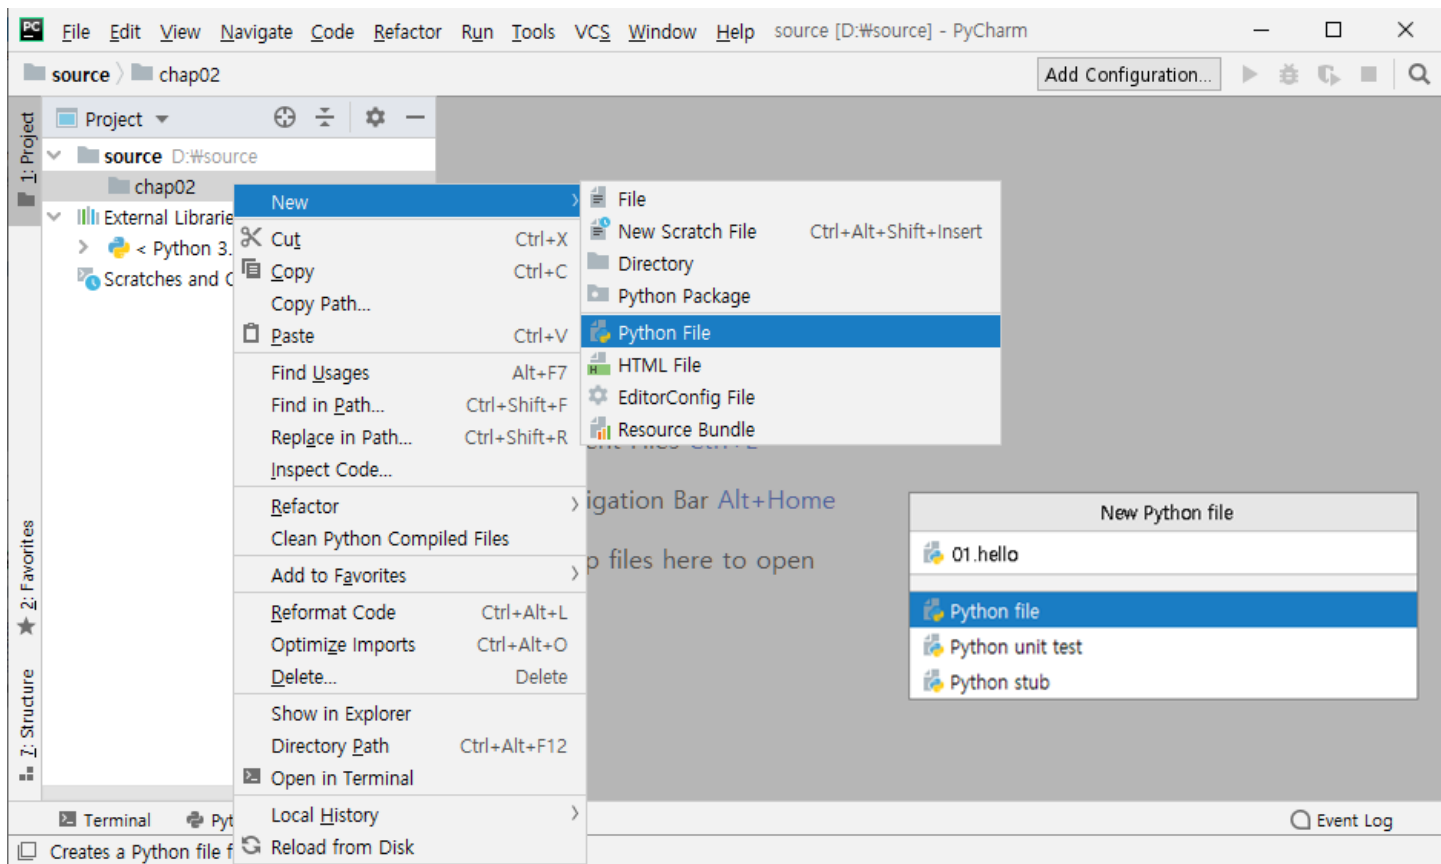 PC File Edit View Navigate Code Refactor Run Tools VCS Window Help source [D:₩source] - PyCharm
source chap02 Add Configuration...
1: Project
Project
source D:₩source
chap02
External Librarie
< Python 3.
Scratches and C
New
Cut Ctrl+X
Copy Ctrl+C
Copy Path...
Paste Ctrl+V
Find Usages Alt+F7
Find in Path... Ctrl+Shift+F
Replace in Path... Ctrl+Shift+R
Inspect Code...
Refactor
Clean Python Compiled Files
Add to Favorites
Reformat Code Ctrl+Alt+L
Optimize Imports Ctrl+Alt+O
Delete... Delete
Show in Explorer
Directory Path Ctrl+Alt+F12
Open in Terminal
Local History
Reload from Disk
File
New Scratch File Ctrl+Alt+Shift+Insert
Directory
Python Package
Python File
HTML File
EditorConfig File
Resource Bundle
igation Bar Alt+Home
p files here to open
New Python file
01.hello
Python file
Python unit test
Python stub
2: Favorites
7: Structure
Terminal Pyt Event Log
Creates a Python file f